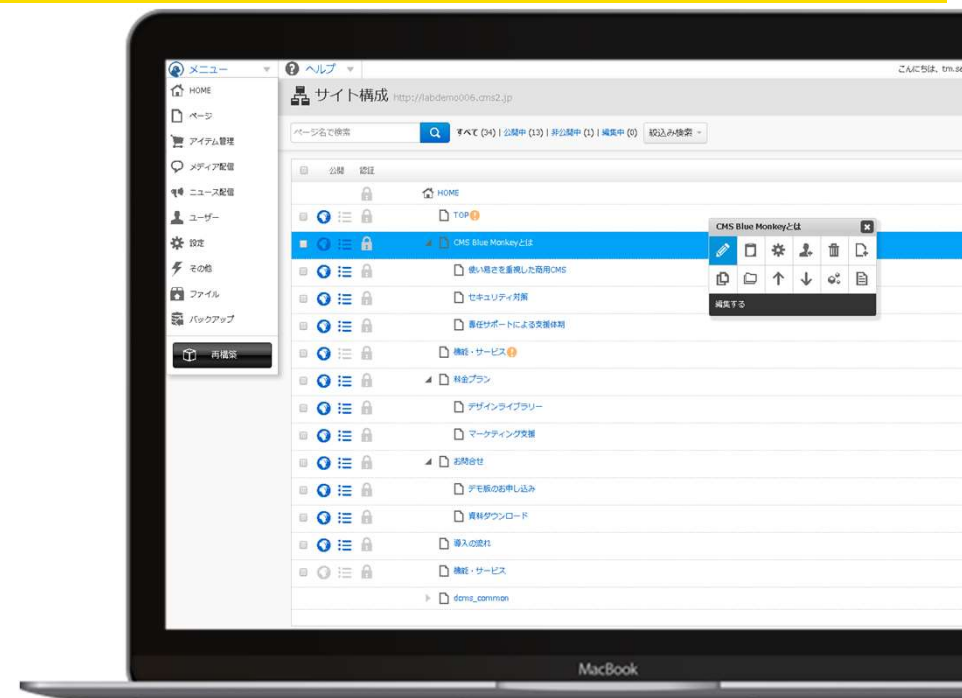 メニュー
ヘルプ
こんにちは、tm.se
HOME
ページ
アイテム管理
メディア配信
ニュース配信
ユーザー
設定
その他
ファイル
バックアップ
再構築
サイト構成 http://labdemo006.cms2.jp
ページ名で検索
すべて (34) | 公開中 (13) | 非公開中 (1) | 編集中 (0) 絞込み検索
公開 認証
HOME
TOP
CMS Blue Monkeyとは
使い易さを重視した商用CMS
セキュリティ対策
専任サポートによる支援体制
機能・サービス
料金プラン
デザインライブラリー
マーケティング支援
お問合せ
デモ版のお申し込み
資料ダウンロード
導入の流れ
機能・サービス
dcms_common
CMS Blue Monkeyとは
編集する
MacBook